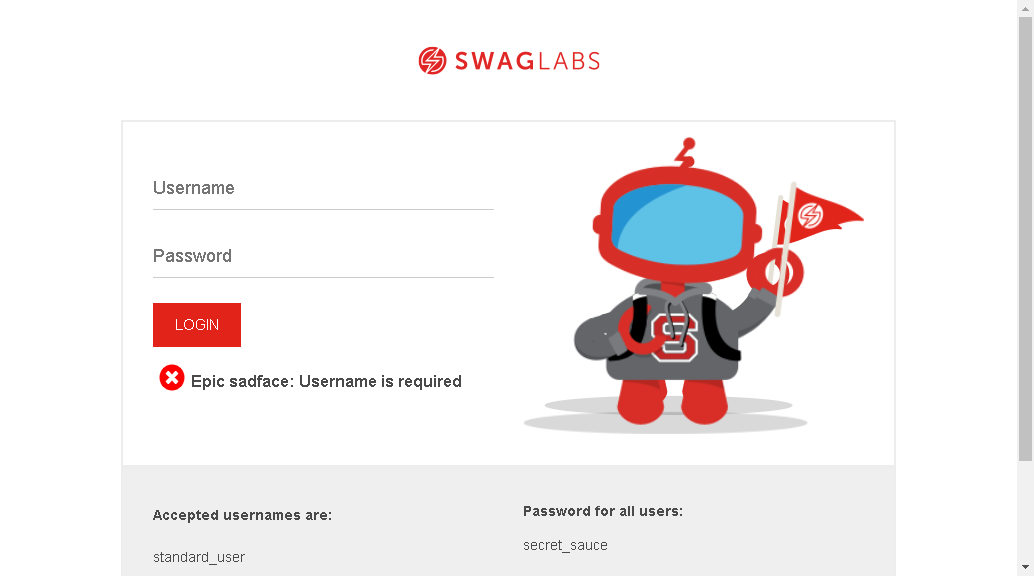 SWAGLABS
Username
Password
LOGIN
Epic sadface: Username is required
S
Accepted usernames are:
standard_user
Password for all users:
secret_sauce